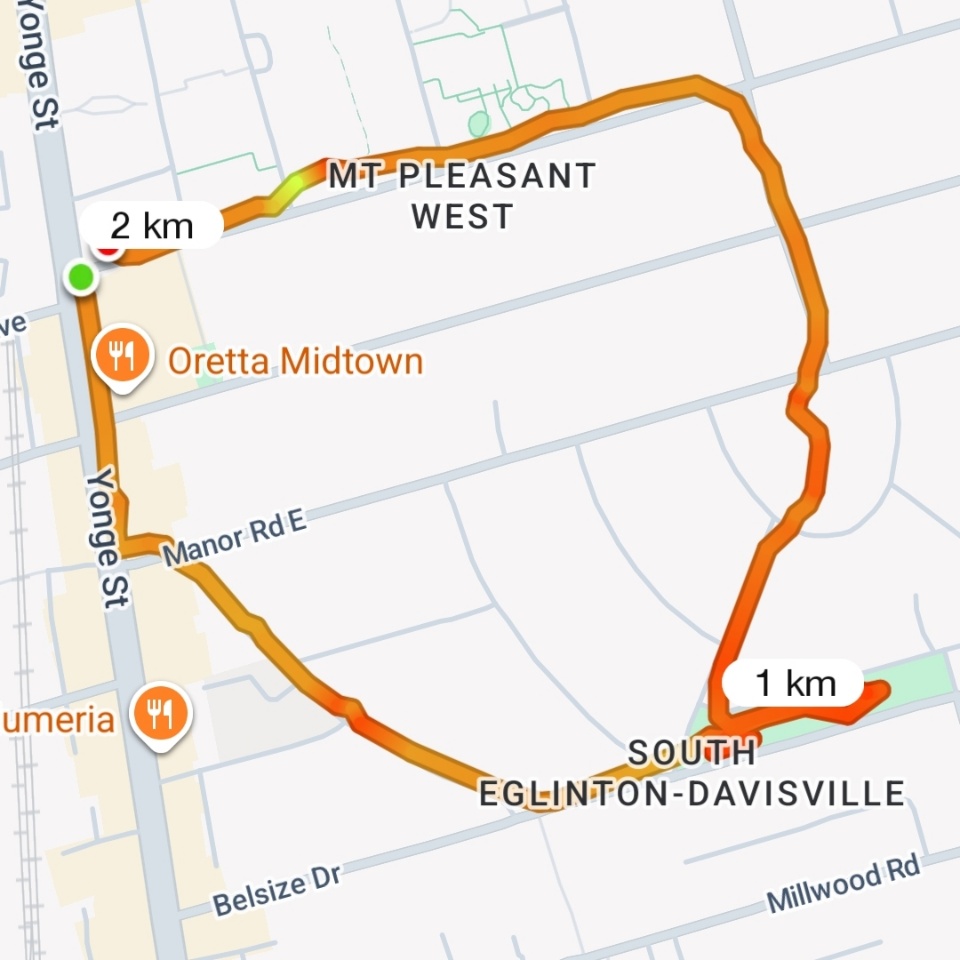 Yonge St
MT PLEASANT
WEST
2 km
ve
Oretta Midtown
Yonge St
Manor Rd E
1 km
umeria
SOUTH
EGLINTON-DAVISVILLE
Belsize Dr
Millwood Rd